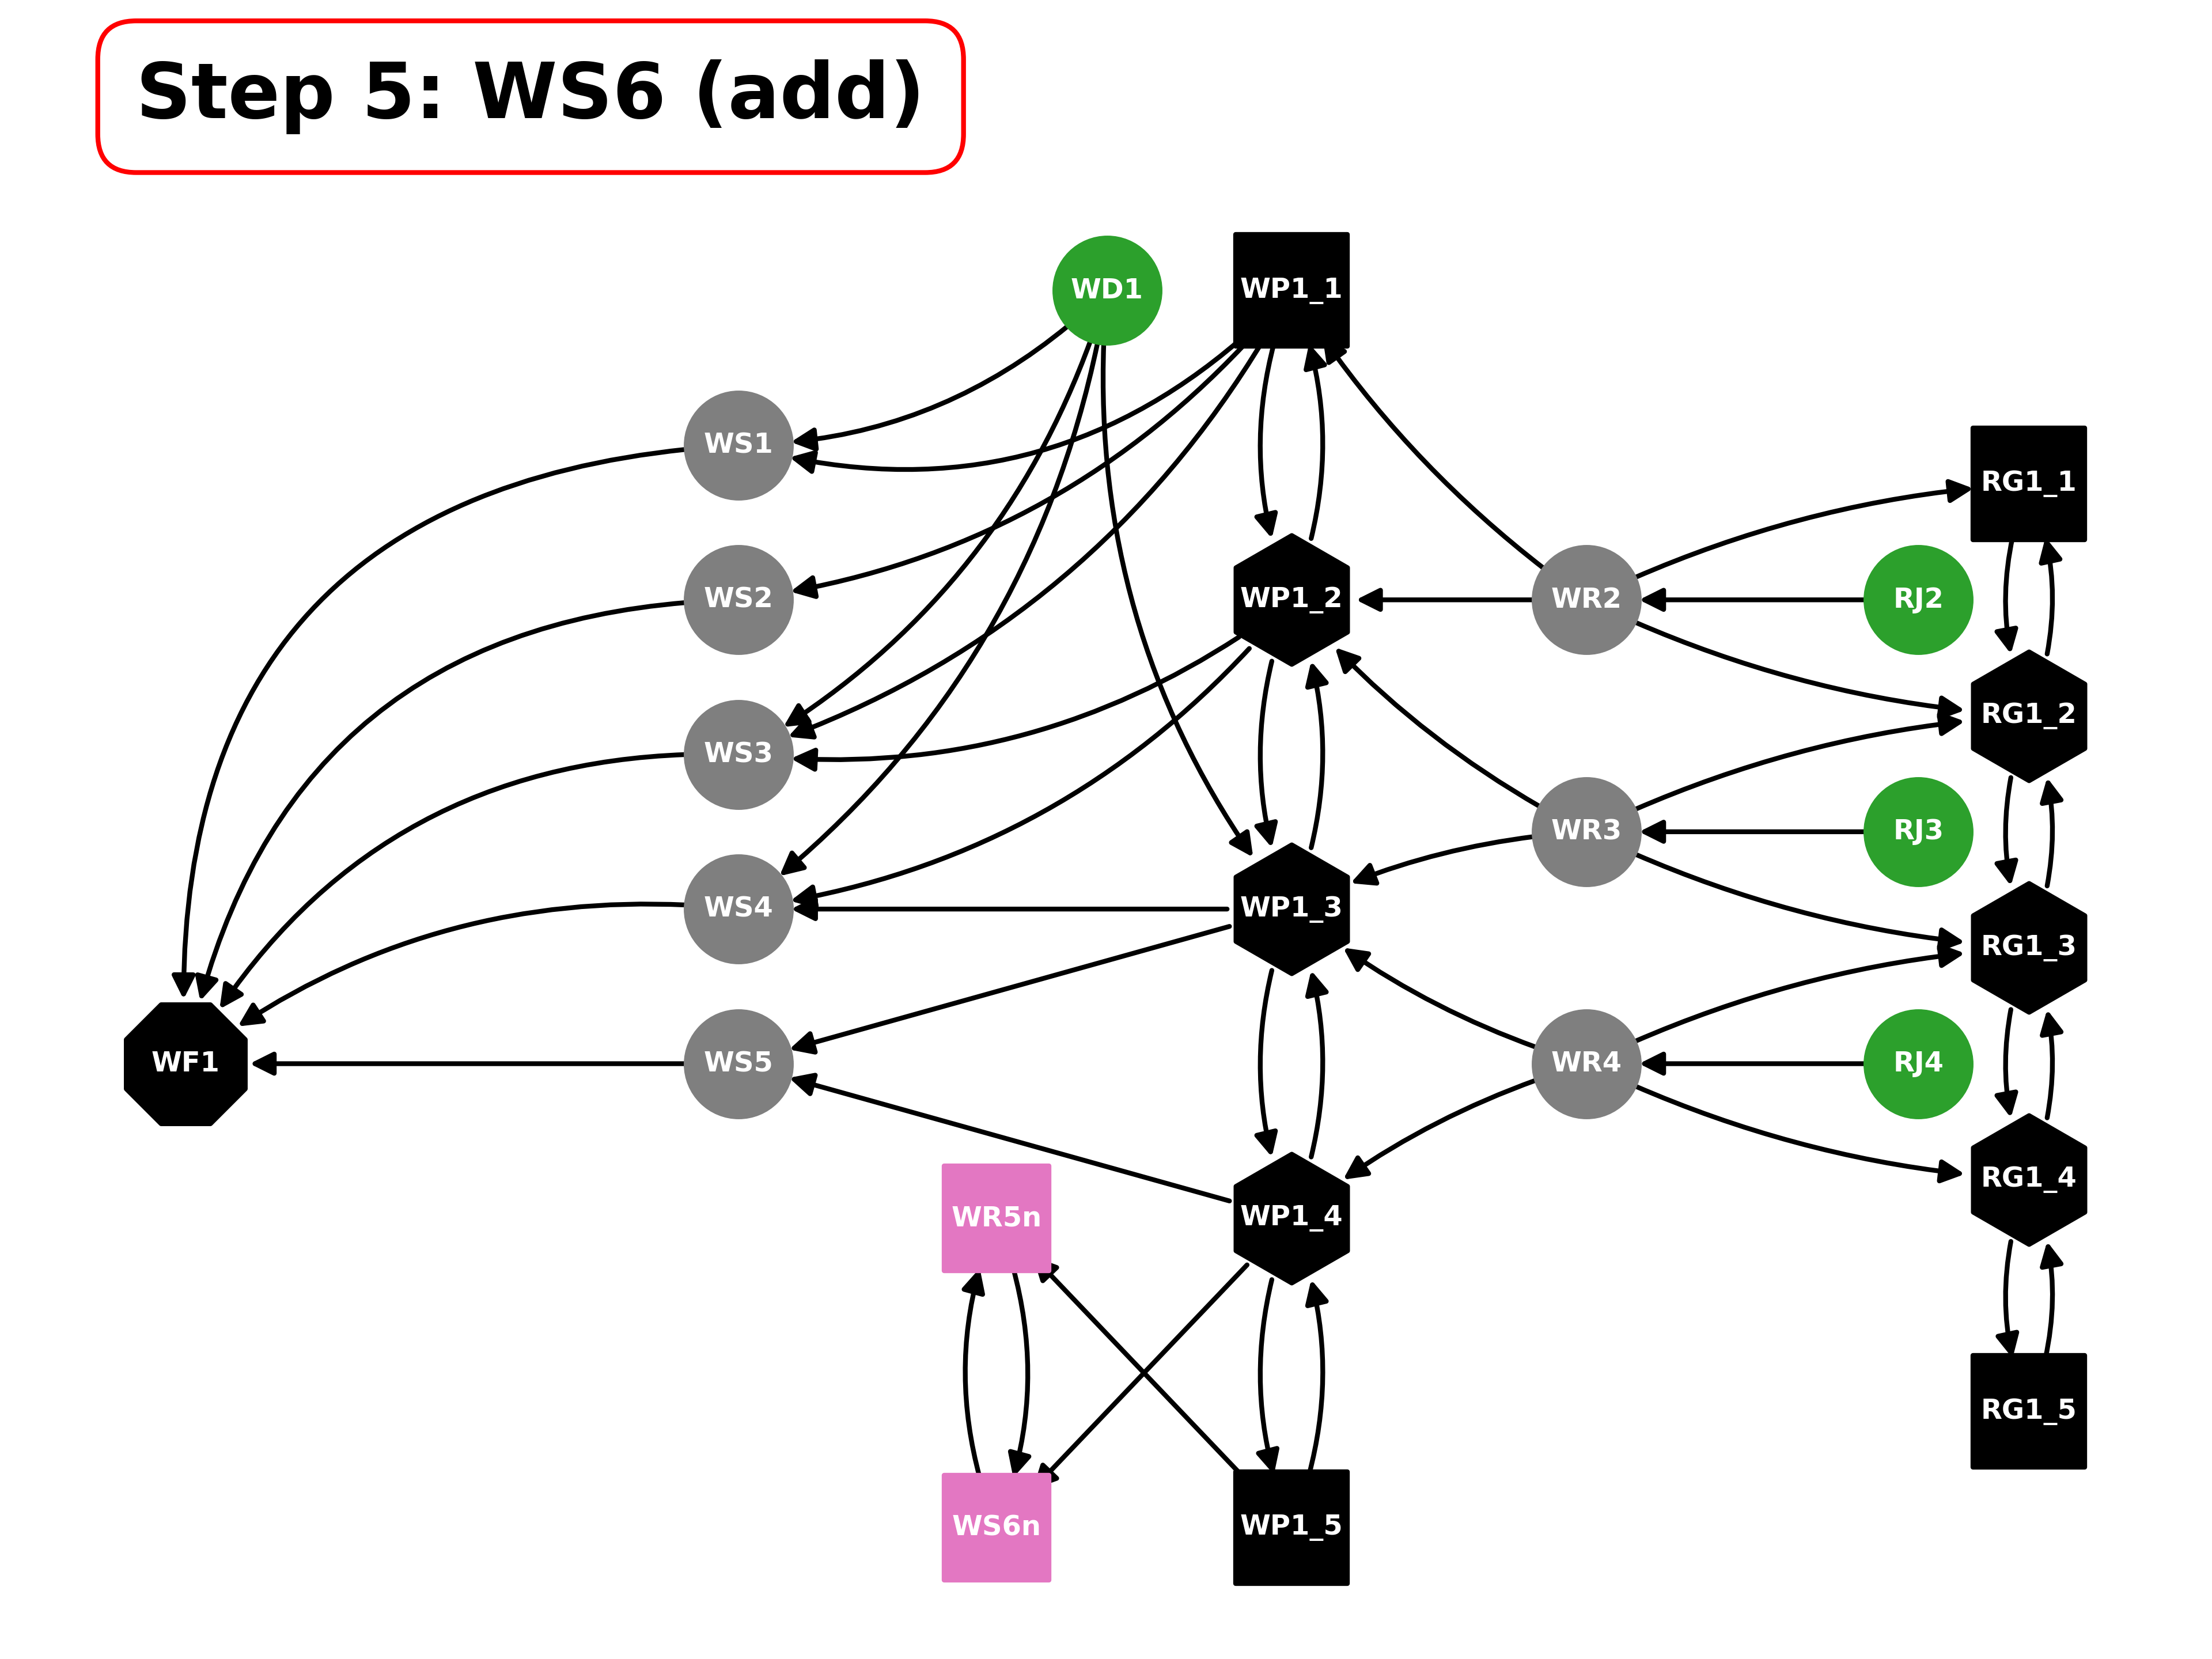 Step 5: WS6 (add)
WD1
WP1_1
WS1
RG1_1
WS2
WP1_2
WR2
RJ2
RG1_2
WS3
WR3
RJ3
WS4
WP1_3
RG1_3
WF1
WS5
WR4
RJ4
RG1_4
WR5n
WP1_4
RG1_5
WS6n
WP1_5